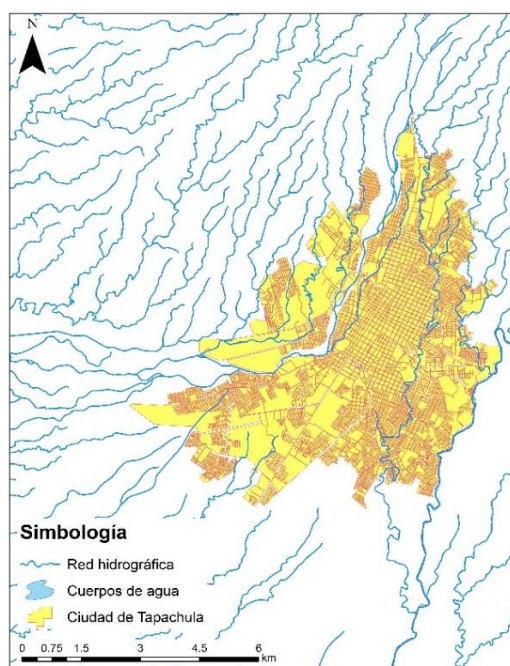 N
Simbología
Red hidrográfica
Cuerpos de agua
Ciudad de Tapachula
0 0.75 1.5 3 4.5 6
km